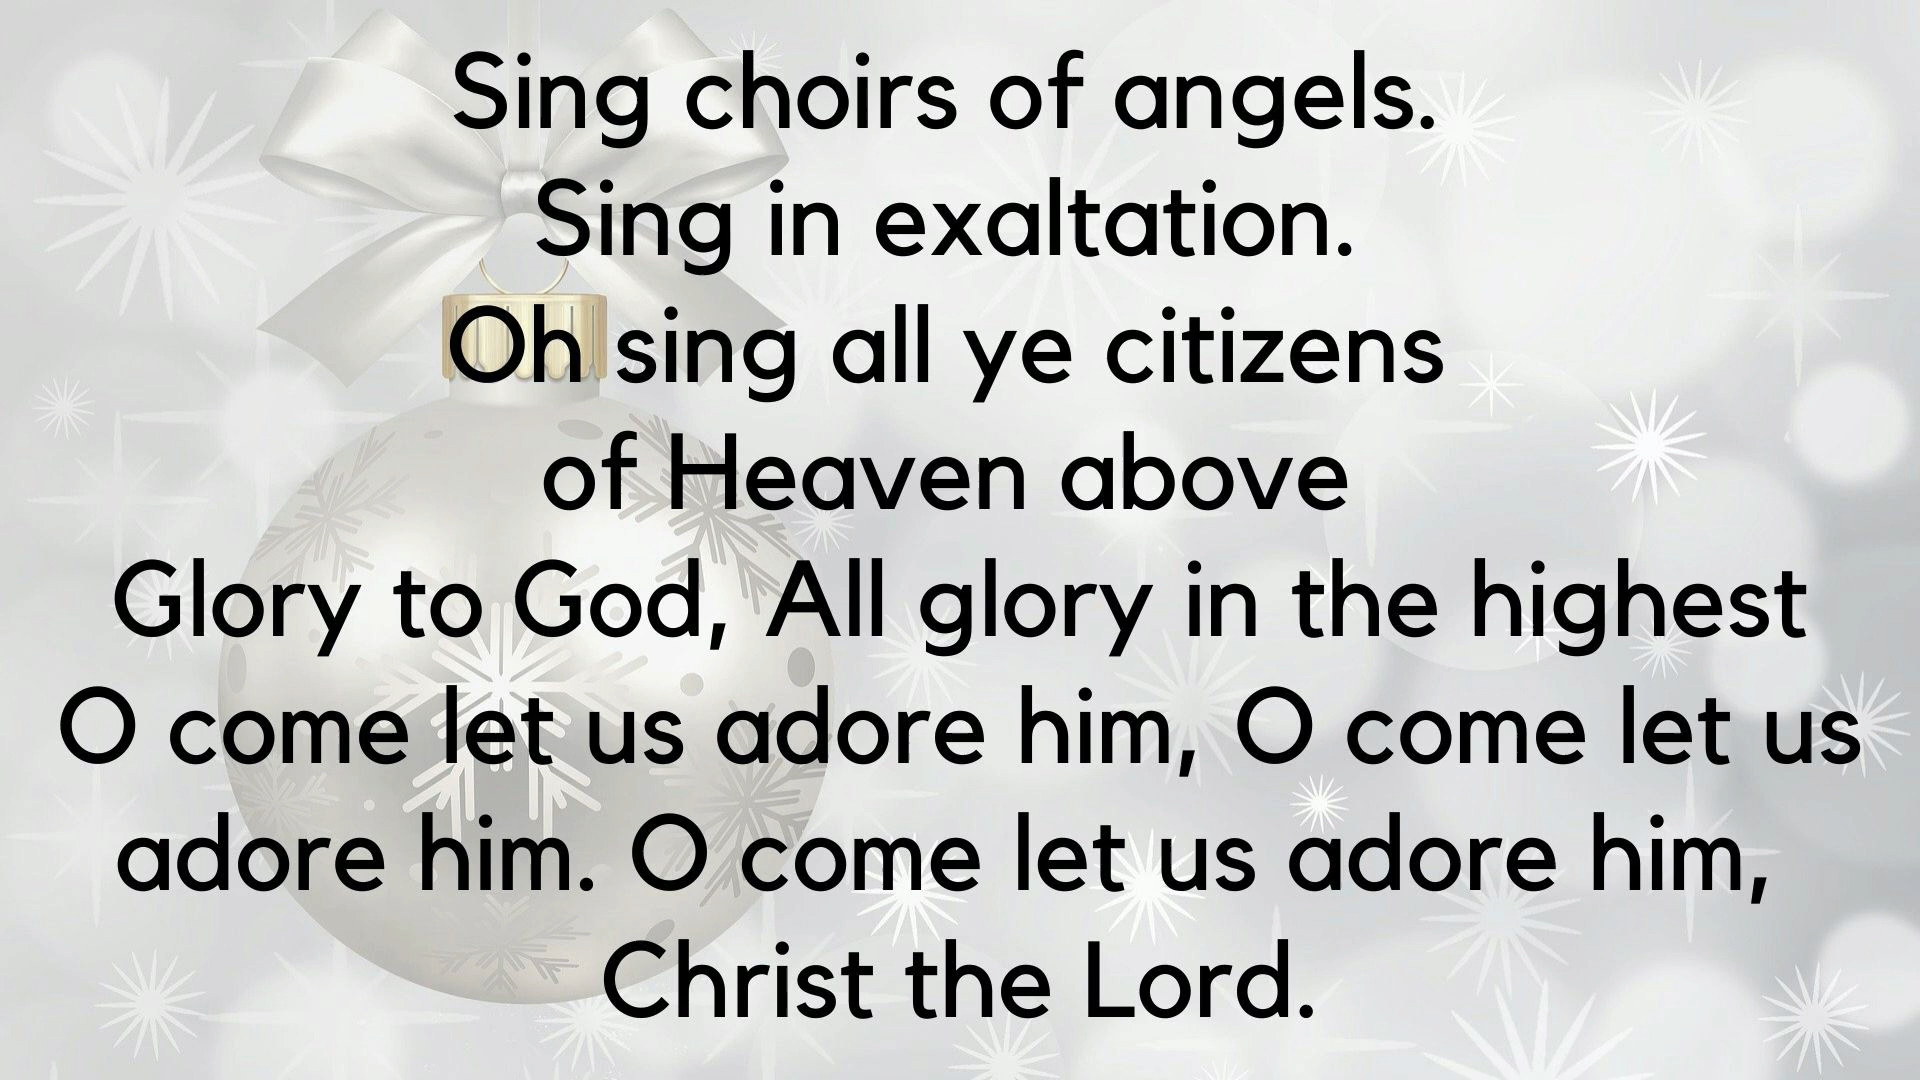 Sing choirs of angels.
Sing in exaltation.
Oh sing all ye citizens
of Heaven above
Glory to God, All glory in the highest
O come let us adore him, O come let us
adore him. O come let us adore him,
Christ the Lord.